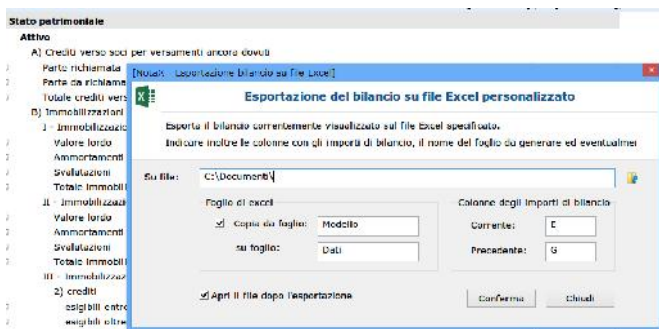 Stato patrimoniale
Attivo
A) Crediti verso soci per versamenti ancora dovuti
Parte richiamata
Parte da richiama
Totale crediti vers
B) Immobilizzazioni
I - Immobilizzazio
Valore lordo
Ammortamenti
Svalutazioni
Totale immobili
II - Immobilizzazi
Valore lordo
Ammortamenti
Svalutazioni
Totale immobili
III - Immobilizzaz
2) crediti
esigibili entro
esigibili oltre
Esportazione bilancio su file Excel]
Esportazione del bilancio su file Excel personalizzato
Esporta il bilancio correntemente visualizzato sul file Excel specificato.
Indicare inoltre le colonne con gli importi di bilancio, il nome del foglio da generare ed eventualmen
Su file: C:\Documenti\
Foglio di excel
Copia da foglio: Modello
su foglio: Dati
Colonne degli importi di bilancio
Corrente: E
Precedente: G
Apri il file dopo l'esportazione
Conferma Chiudi